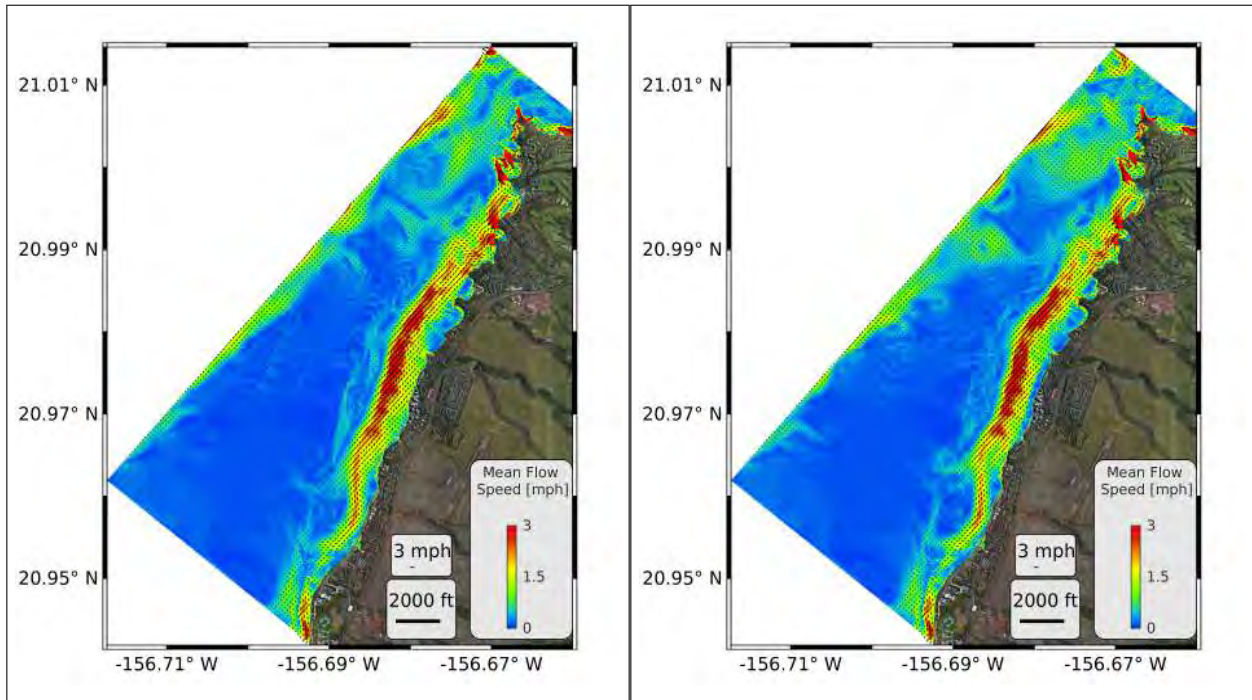 21.01° N
20.99° N
20.97° N
20.95° N
Mean Flow
Speed [mph]
3
1.5
0
3 mph
2000 ft
-156.71° W
-156.69° W
-156.67° W
21.01° N
20.99° N
20.97° N
20.95° N
Mean Flow
Speed [mph]
3
1.5
0
3 mph
2000 ft
-156.71° W
-156.69° W
-156.67° W